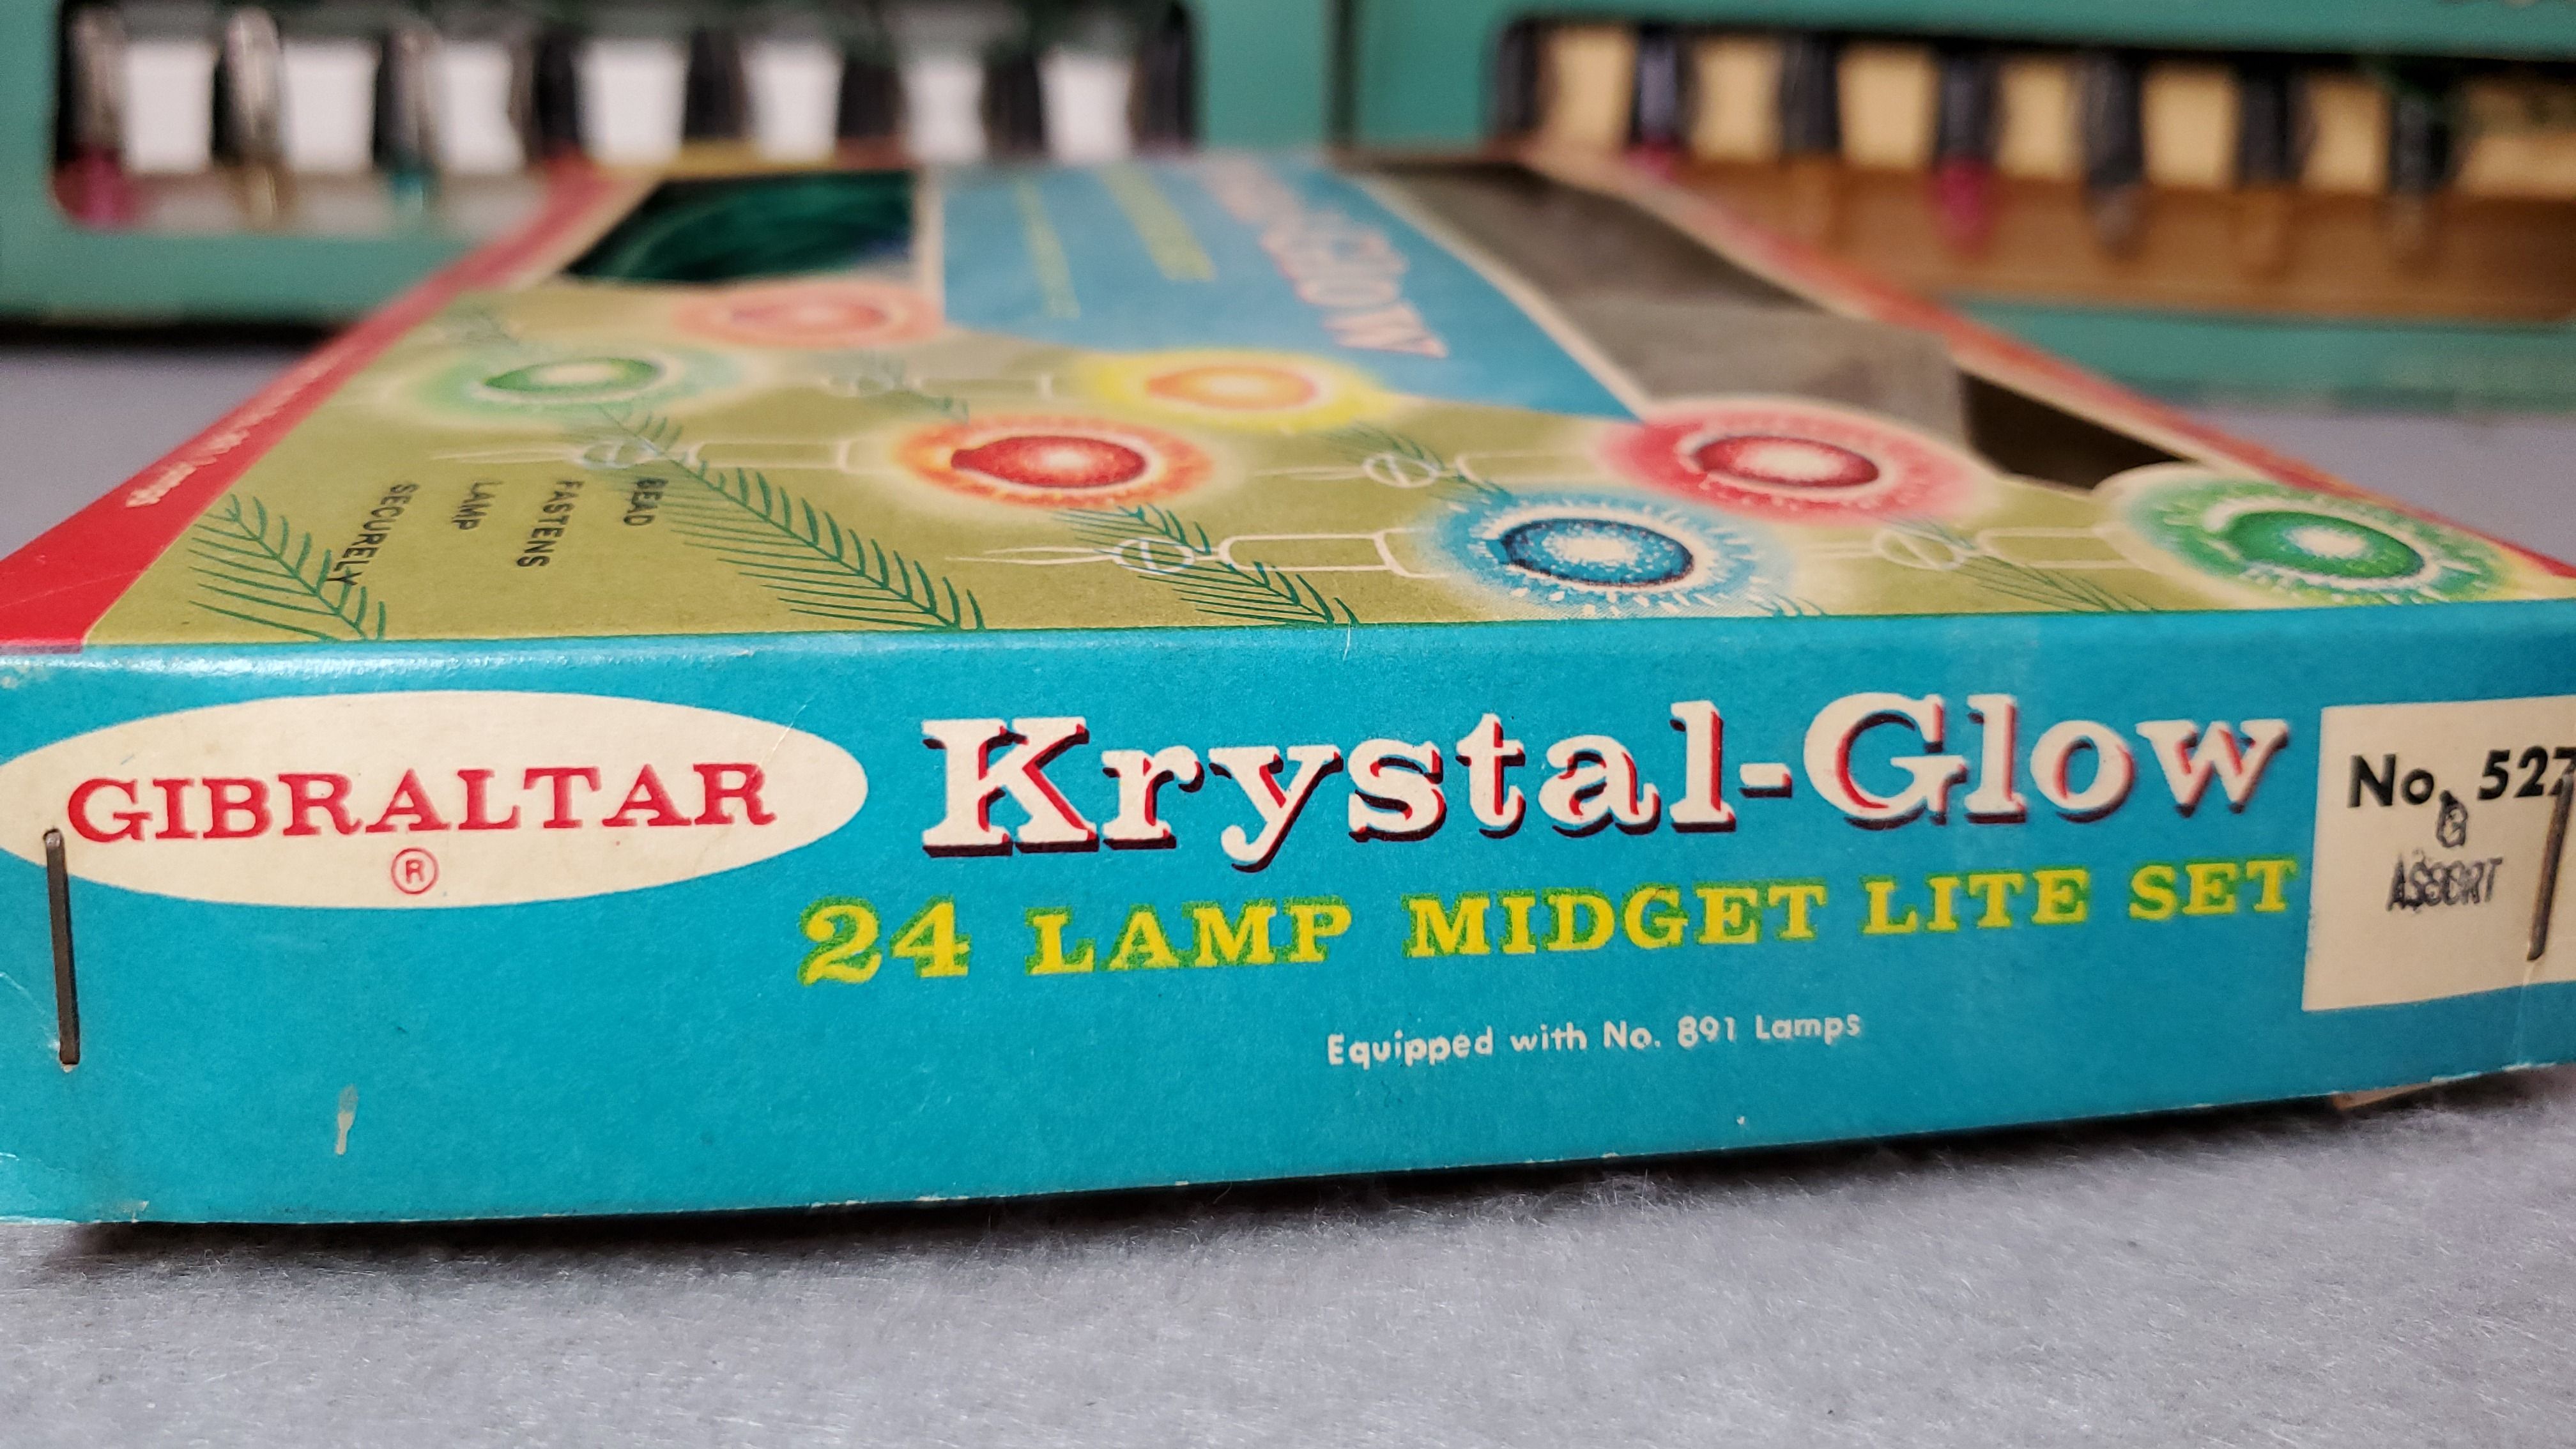 GIBRALTAR
®
Krystal-Glow
24 LAMP MIDGET LITE SET
Equipped with No. 891 Lamps
No. 527
G
ASSORT
BEAD
FASTENS
LAMP
SECURELY
GLOW